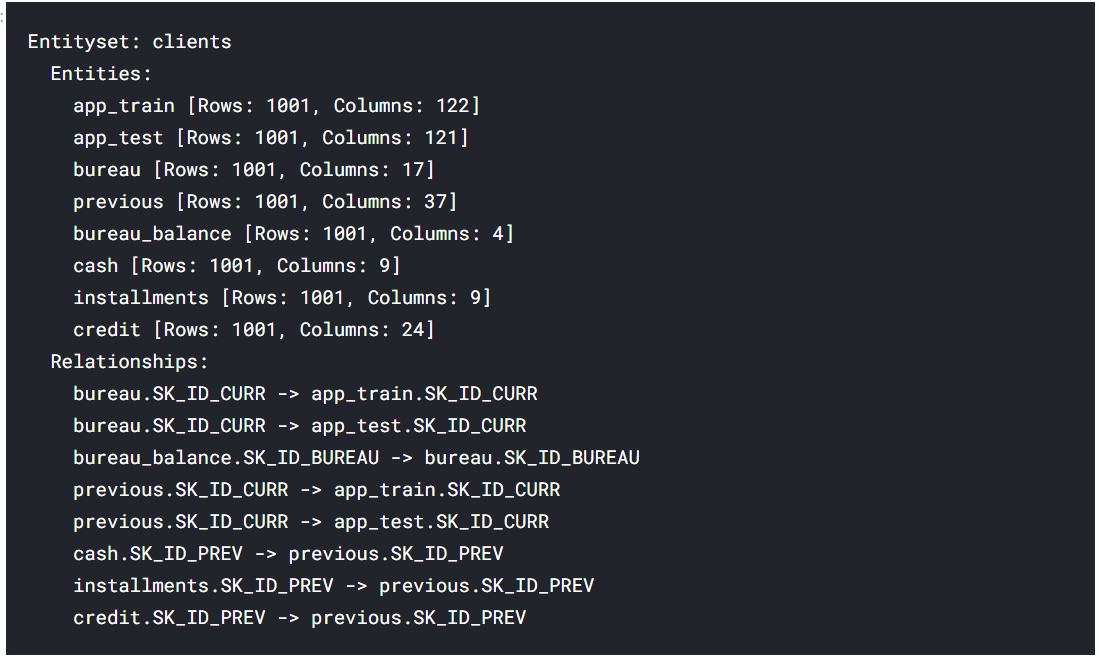 Entityset: clients
Entities:
app_train [Rows: 1001, Columns: 122]
app_test [Rows: 1001, Columns: 121]
bureau [Rows: 1001, Columns: 17]
previous [Rows: 1001, Columns: 37]
bureau_balance [Rows: 1001, Columns: 4]
cash [Rows: 1001, Columns: 9]
installments [Rows: 1001, Columns: 9]
credit [Rows: 1001, Columns: 24]
Relationships:
bureau.SK_ID_CURR -> app_train.SK_ID_CURR
bureau.SK_ID_CURR -> app_test.SK_ID_CURR
bureau_balance.SK_ID_BUREAU -> bureau.SK_ID_BUREAU
previous.SK_ID_CURR -> app_train.SK_ID_CURR
previous.SK_ID_CURR -> app_test.SK_ID_CURR
cash.SK_ID_PREV -> previous.SK_ID_PREV
installments.SK_ID_PREV -> previous.SK_ID_PREV
credit.SK_ID_PREV -> previous.SK_ID_PREV